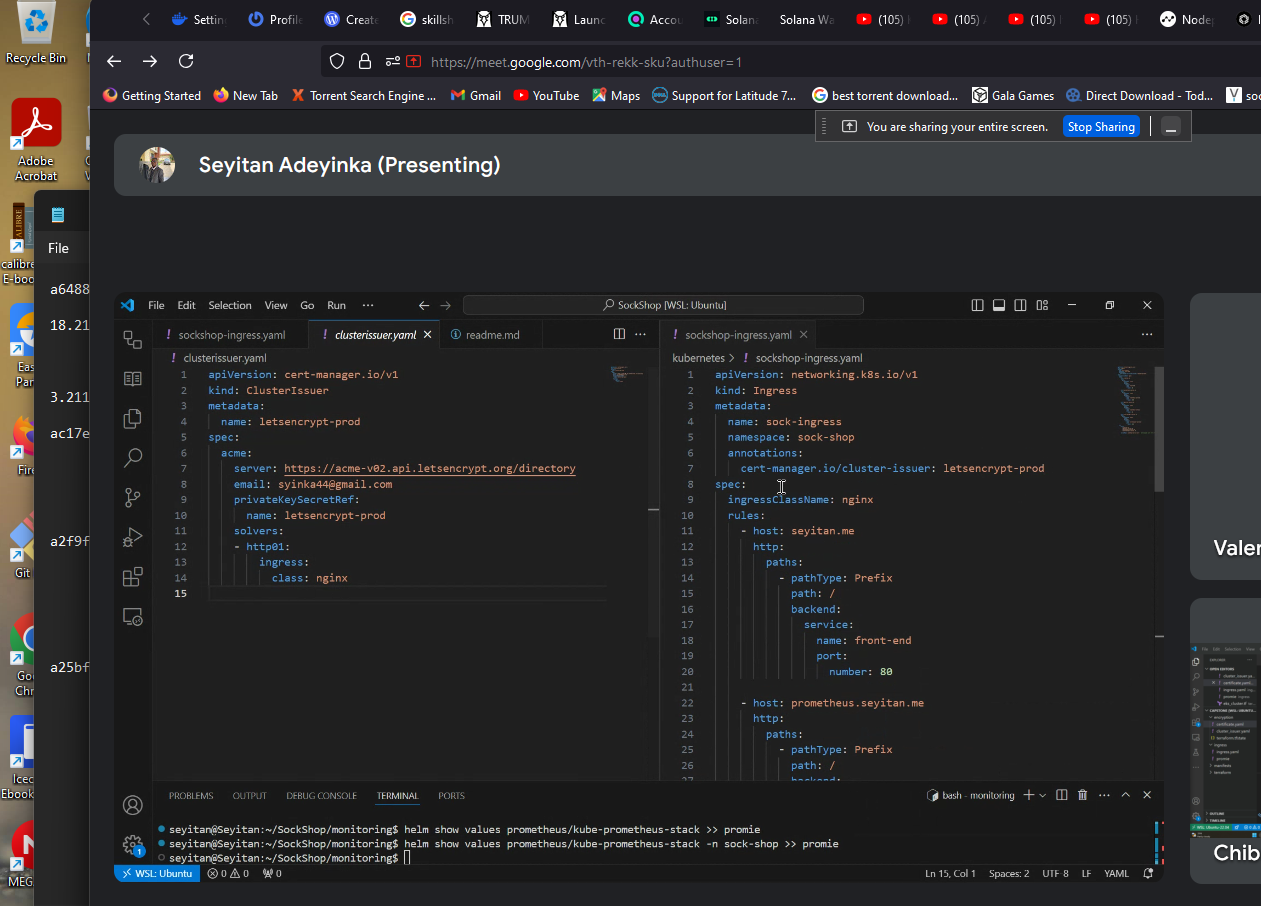 Recycle Bin
Adobe
Acrobat
calibre
E-boo
Eas
Par
Fire
Git
Goo
Chr
Icec
Ebook
MEG
File
a6488
18.21
3.211
ac17e
a2f9f
a25bf
Settin
Profile
Create
skillsh
TRUM
Launc
Accou
Solana
Solana Wa
(105)
(105)
(105)
(105)
Node
https://meet.google.com/vth-rekk-sku?authuser=1
Getting Started
New Tab
Torrent Search Engine ...
Gmail
YouTube
Maps
Support for Latitude 7...
best torrent download...
Gala Games
Direct Download - Tod...
soc
You are sharing your entire screen.
Stop Sharing
Seyitan Adeyinka (Presenting)
File Edit Selection View Go Run ···
SockShop [WSL: Ubuntu]
sockshop-ingress.yaml
clusterissuer.yaml
readme.md
clusterissuer.yaml
1 apiVersion: cert-manager.io/v1
2 kind: ClusterIssuer
3 metadata:
4 name: letsencrypt-prod
5 spec:
6 acme:
7 server: https://acme-v02.api.letsencrypt.org/directory
8 email: syinka44@gmail.com
9 privateKeySecretRef:
10 name: letsencrypt-prod
11 solvers:
12 - http01:
13 ingress:
14 class: nginx
15
sockshop-ingress.yaml
kubernetes > ! sockshop-ingress.yaml
1 apiVersion: networking.k8s.io/v1
2 kind: Ingress
3 metadata:
4 name: sock-ingress
5 namespace: sock-shop
6 annotations:
7 cert-manager.io/cluster-issuer: letsencrypt-prod
8 spec:
9 ingressClassName: nginx
10 rules:
11 - host: seyitan.me
12 http:
13 paths:
14 - pathType: Prefix
15 path: /
16 backend:
17 service:
18 name: front-end
19 port:
20 number: 80
21
22 - host: prometheus.seyitan.me
23 http:
24 paths:
25 - pathType: Prefix
26 path: /
27 backend:
PROBLEMS OUTPUT DEBUG CONSOLE TERMINAL PORTS
bash - monitoring
seyitan@Seyitan:~/SockShop/monitoring$ helm show values prometheus/kube-prometheus-stack >> promie
seyitan@Seyitan:~/SockShop/monitoring$ helm show values prometheus/kube-prometheus-stack -n sock-shop >> promie
seyitan@Seyitan:~/SockShop/monitoring$
WSL: Ubuntu
0 0
0
Ln 15, Col 1
Spaces: 2
UTF-8
LF
YAML
Valer
Chib